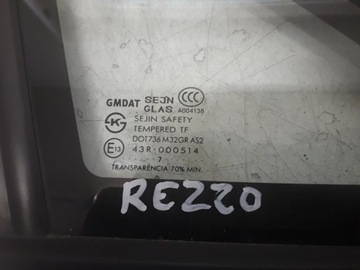 GMDAT SEJN
GLAS CCC
A004138
K SEJIN SAFETY
TEMPERED TF
DOT736 M32GR AS2
E13 43R-000514
7
TRANSPARÊNCIA 70% MIN.
REZZO